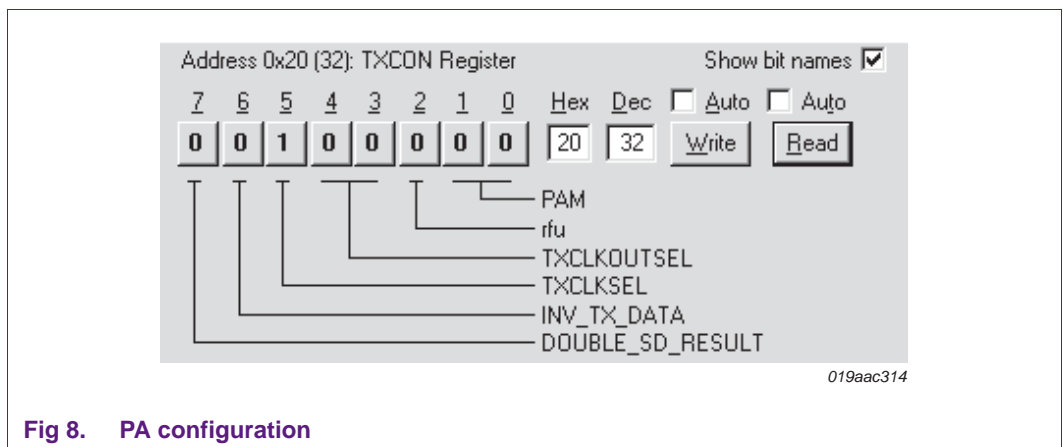 Address 0x20 (32): TXCON Register Show bit names
7 6 5 4 3 2 1 0 Hex Dec Auto Auto
0 0 1 0 0 0 0 0 20 32 Write Read
PAM
rfu
TXCLKOUTSEL
TXCLKSEL
INV_TX_DATA
DOUBLE_SD_RESULT
019aac314
Fig 8. PA configuration